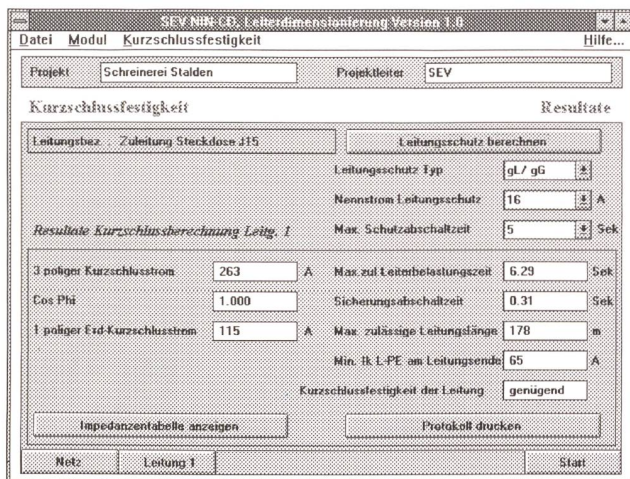 SEV NIN-CD. Leiterdimensionierung Version 1.0
Datei Modul Kurzschlussfestigkeit Hilfe...
Projekt Schreinerei Stalden Projektleiter SEV
Kurzschlussfestigkeit Resultate
Leitungsbez. : Zuleitung Steckdose J15 Leitungsschutz berechnen
Leitungsschutz Typ gL/ gG
Nennstrom Leitungsschutz 16 A
Resultate Kurzschlussberechnung Leitg. 1 Max. Schutzabschaltzeit 5 Sek
3 poliger Kurzschlusstrom 263 A Max.zul Leiterbelastungszeit 6.29 Sek
Cos Phi 1.000 Sicherungsabschaltzeit 0.31 Sek
1 poliger Erd-Kurzschlusstrom 115 A Max. zulässige Leitungslänge 178 m
Min. Ik L-PE am Leitungsende 65 A
Kurzschlussfestigkeit der Leitung genügend
Impedanzentabelle anzeigen Protokoll drucken
Netz Leitung 1 Start